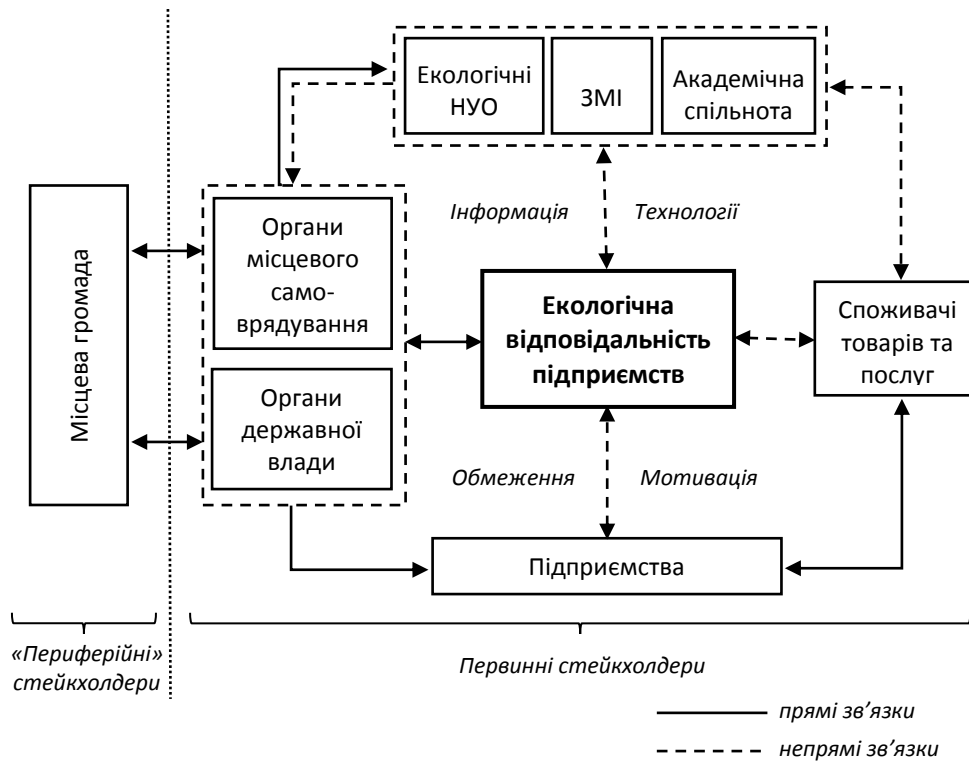 Екологічні
НУО
ЗМІ
Академічна
спільнота
Інформація
Технології
Місцева громада
Органи
місцевого
само-
врядування
Екологічна
відповідальність
підприємств
Споживачі
товарів та
послуг
Органи
державної
влади
Обмеження
Мотивація
Підприємства
«Периферійні»
стейкхолдери
Первинні стейкхолдери
прямі зв’язки
непрямі зв’язки